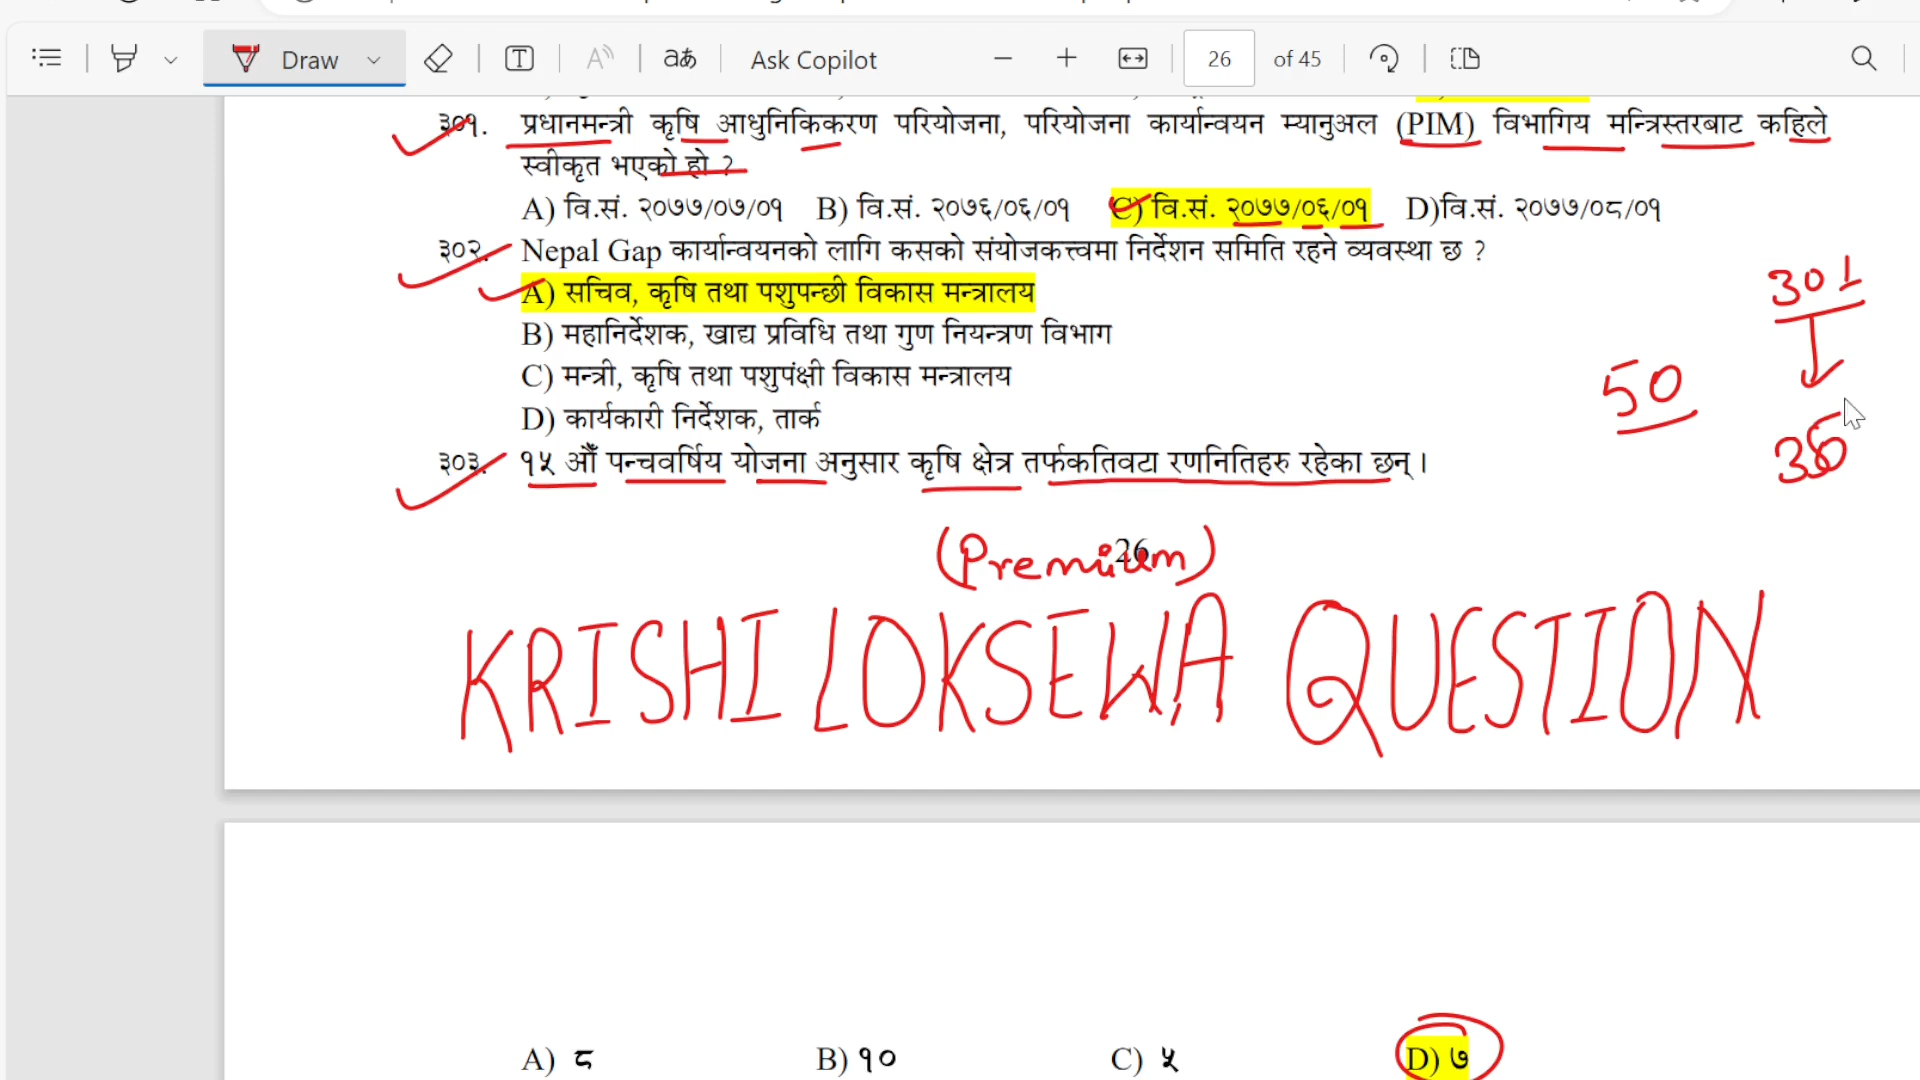 Draw
Ask Copilot
26 of 45
३०१. प्रधानमन्त्री कृषि आधुनिकिकरण परियोजना, परियोजना कार्यान्वयन म्यानुअल (PIM) विभागिय मन्त्रिस्तरबाट कहिले
स्वीकृत भएको हो ?
A) वि.सं. २०७७/०७/०१ B) वि.सं. २०७६/०६/०१ C) वि.सं. २०७७/०६/०१ D)वि.सं. २०७७/०८/०१
३०२. Nepal Gap कार्यान्वयनको लागि कसको संयोजकत्त्वमा निर्देशन समिति रहने व्यवस्था छ ?
A) सचिव, कृषि तथा पशुपन्छी विकास मन्त्रालय
B) महानिर्देशक, खाद्य प्रविधि तथा गुण नियन्त्रण विभाग
C) मन्त्री, कृषि तथा पशुपंक्षी विकास मन्त्रालय
D) कार्यकारी निर्देशक, तार्क
301
50
३०३. १५ औँ पन्चवर्षिय योजना अनुसार कृषि क्षेत्र तर्फकतिवटा रणनितिहरु रहेका छन् ।
26
(Premium)
KRISHI LOKSEWA QUESTION
A) ८ B) १० C) ५ D) ७